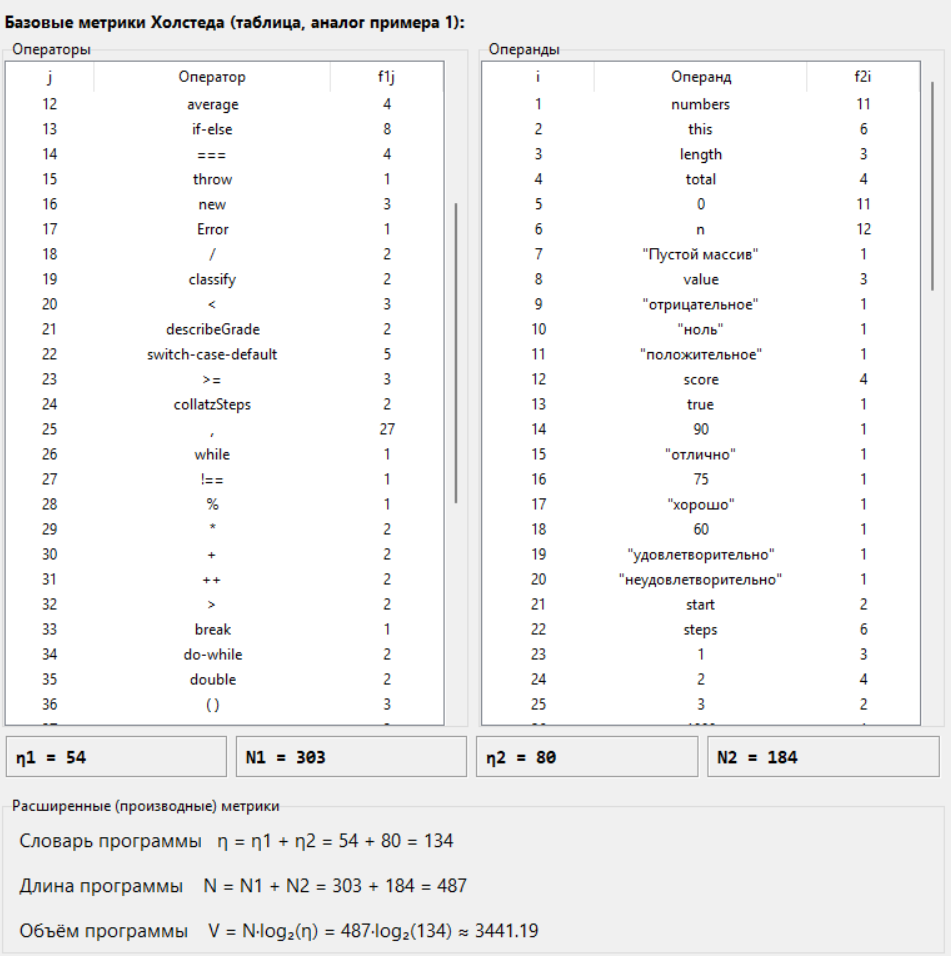 Базовые метрики Холстеда (таблица, аналог примера 1):
Операторы Операнды
j Оператор f1j i Операнд f2i
12 average 4 1 numbers 11
13 if-else 8 2 this 6
14 === 4 3 length 3
15 throw 1 4 total 4
16 new 3 5 0 11
17 Error 1 6 n 12
18 / 2 7 "Пустой массив" 1
19 classify 2 8 value 3
20 < 3 9 "отрицательное" 1
21 describeGrade 2 10 "ноль" 1
22 switch-case-default 5 11 "положительное" 1
23 >= 3 12 score 4
24 collatzSteps 2 13 true 1
25 , 27 14 90 1
26 while 1 15 "отлично" 1
27 !== 1 16 75 1
28 % 1 17 "хорошо" 1
29 * 2 18 60 1
30 + 2 19 "удовлетворительно" 1
31 ++ 2 20 "неудовлетворительно" 1
32 > 2 21 start 2
33 break 1 22 steps 6
34 do-while 2 23 1 3
35 double 2 24 2 4
36 () 3 25 3 2
η1 = 54 N1 = 303 η2 = 80 N2 = 184
Расширенные (производные) метрики
Словарь программы η = η1 + η2 = 54 + 80 = 134
Длина программы N = N1 + N2 = 303 + 184 = 487
Объём программы V = N·log₂(η) = 487·log₂(134) ≈ 3441.19